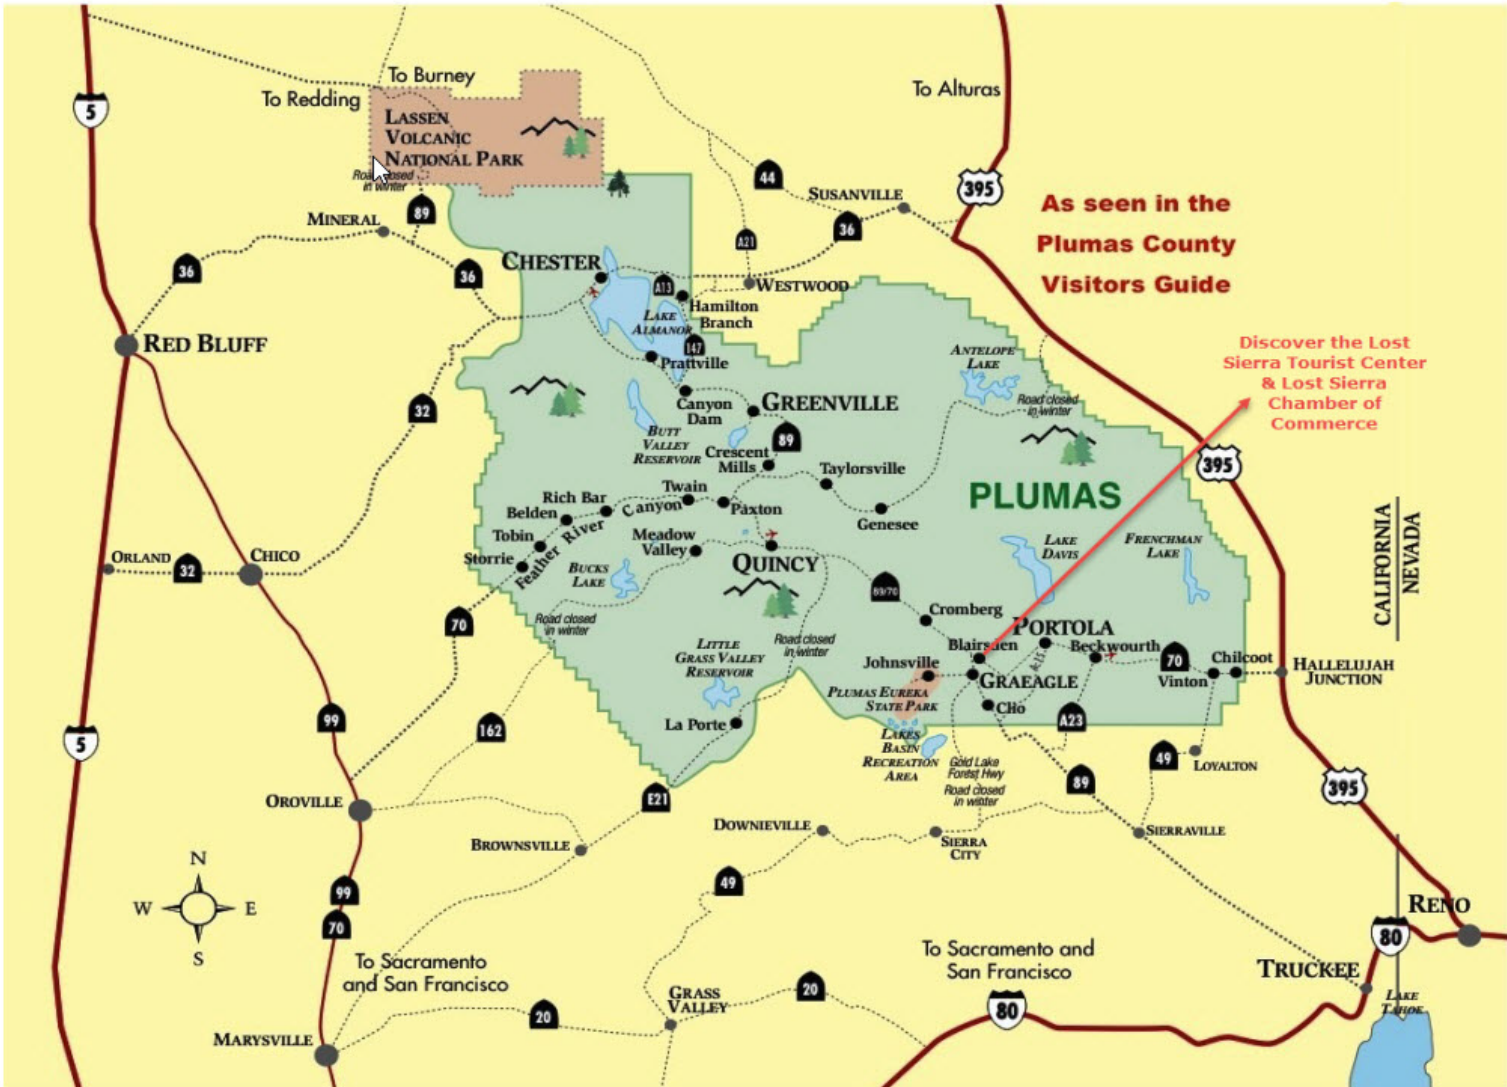 To Burney
To Redding
To Alturas
5
LASSEN
VOLCANIC
NATIONAL PARK
Road closed
in winter
44
395
SUSANVILLE
As seen in the
Plumas County
Visitors Guide
MINERAL
89
36
A21
36
36
CHESTER
A13
WESTWOOD
Hamilton
Branch
LAKE
ALMANOR
147
RED BLUFF
Prattville
ANTELOPE
LAKE
Discover the Lost
Sierra Tourist Center
& Lost Sierra
Chamber of
Commerce
Canyon
Dam
GREENVILLE
Road closed
in winter
32
BUTT
VALLEY
RESERVOIR
89
Crescent
Mills
Taylorsville
395
PLUMAS
Twain
Rich Bar
Belden
Paxton
Genesee
Feather River Canyon
Tobin
Storrie
Meadow
Valley
QUINCY
BUCKS
LAKE
LAKE
DAVIS
FRENCHMAN
LAKE
CALIFORNIA
NEVADA
ORLAND
32
CHICO
89/70
70
Road closed
in winter
Road closed
in winter
Cromberg
PORTOLA
Blairsden
Beckwourth
70
Chilcoot
Vinton
HALLELUJAH
JUNCTION
LITTLE
GRASS VALLEY
RESERVOIR
Johnsville
GRAEAGLE
A-15
PLUMAS EUREKA
STATE PARK
Clio
A23
La Porte
99
162
5
LAKES
BASIN
RECREATION
AREA
Gold Lake
Forest Hwy
Road closed
in winter
49
LOYALTON
89
395
OROVILLE
E21
DOWNIEVILLE
SIERRA
CITY
SIERRAVILLE
BROWNSVILLE
N
W
E
S
99
70
49
RENO
80
To Sacramento
and San Francisco
To Sacramento and
San Francisco
TRUCKEE
GRASS
VALLEY
20
20
80
LAKE
TAHOE
MARYSVILLE